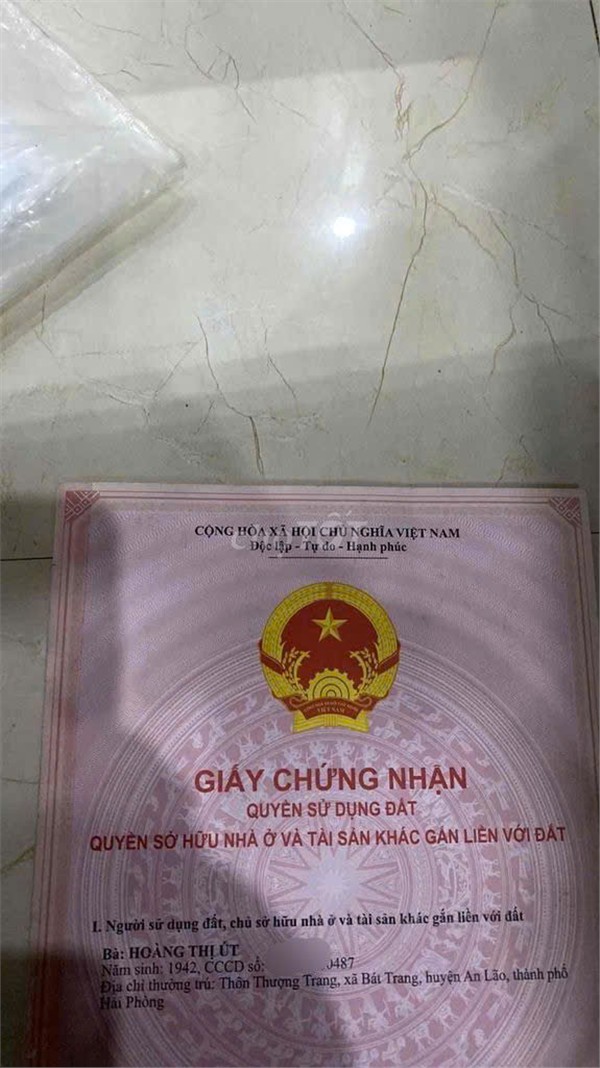 CỘNG HÒA XÃ HỘI CHỦ NGHĨA VIỆT NAM
Độc lập - Tự do - Hạnh phúc
VIỆT NAM
GIẤY CHỨNG NHẬN
QUYỀN SỬ DỤNG ĐẤT
QUYỀN SỞ HỮU NHÀ Ở VÀ TÀI SẢN KHÁC GẮN LIỀN VỚI ĐẤT
I. Người sử dụng đất, chủ sở hữu nhà ở và tài sản khác gắn liền với đất
Bà: HOÀNG THỊ ÚT
Năm sinh: 1942, CCCD số: 0487
Địa chỉ thường trú: Thôn Thượng Trang, xã Bát Trang, huyện An Lão, thành phố
Hải Phòng